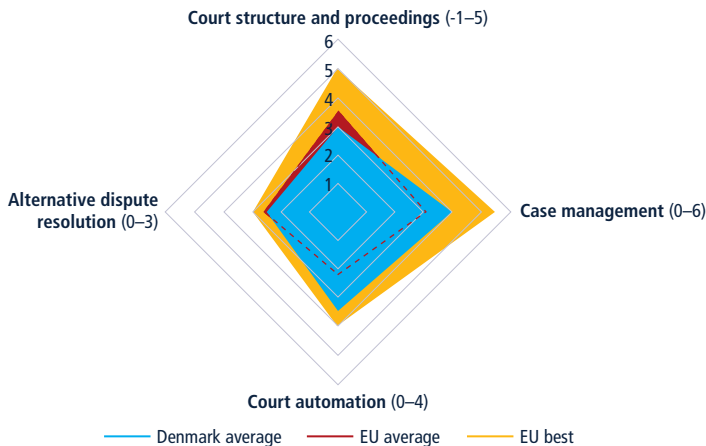 Court structure and proceedings (-1–5)
6
5
4
3
2
1
Alternative dispute
resolution (0–3)
Case management (0–6)
Court automation (0–4)
Denmark average EU average EU best